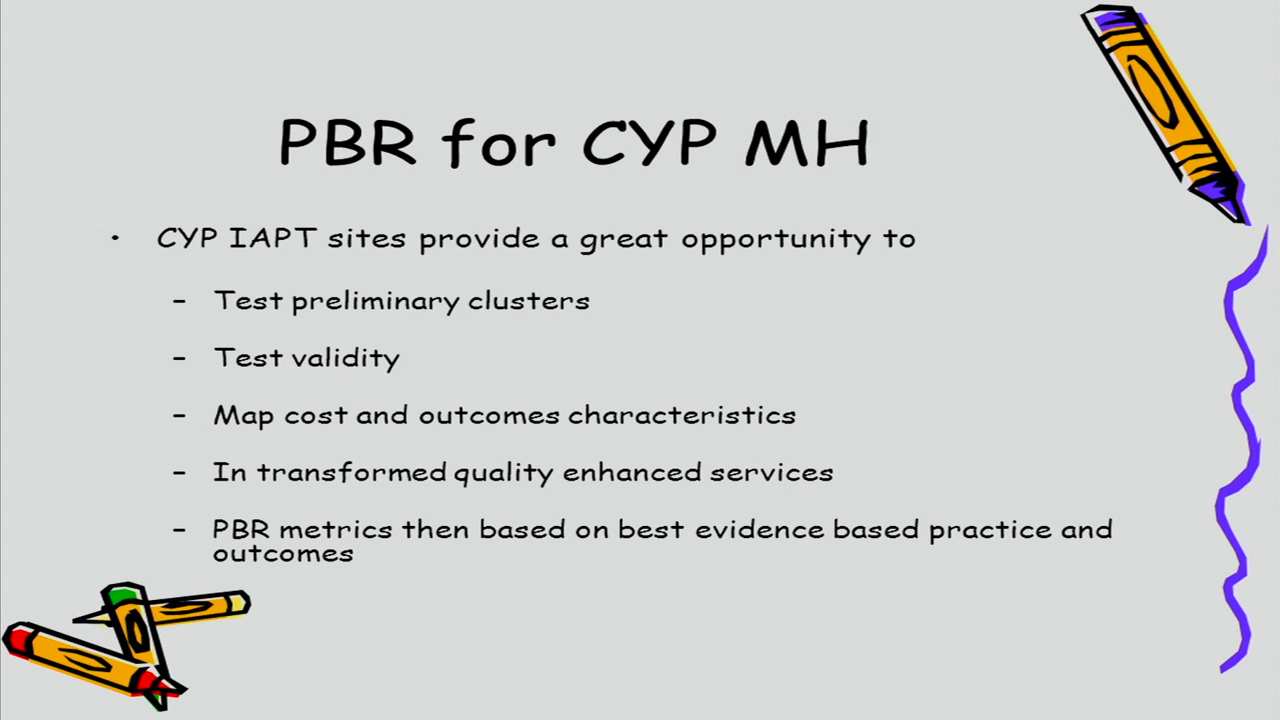 PBR for CYP MH
• CYP IAPT sites provide a great opportunity to
– Test preliminary clusters
– Test validity
– Map cost and outcomes characteristics
– In transformed quality enhanced services
– PBR metrics then based on best evidence based practice and
outcomes